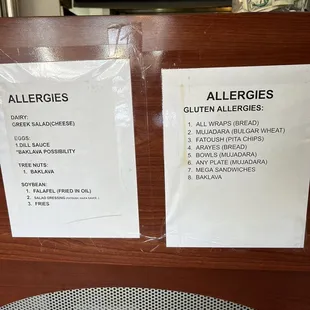 ALLERGIES
DAIRY:
GREEK SALAD(CHEESE)
EGGS:
1.DILL SAUCE
*BAKLAVA POSSIBILITY
TREE NUTS:
1. BAKLAVA
SOYBEAN:
1. FALAFEL (FRIED IN OIL)
2. SALAD DRESSING
3. FRIES
ALLERGIES
GLUTEN ALLERGIES:
1. ALL WRAPS (BREAD)
2. MUJADARA (BULGAR WHEAT)
3. FATOUSH (PITA CHIPS)
4. ARAYES (BREAD)
5. BOWLS (MUJADARA)
6. ANY PLATE (MUJADARA)
7. MEGA SANDWICHES
8. BAKLAVA